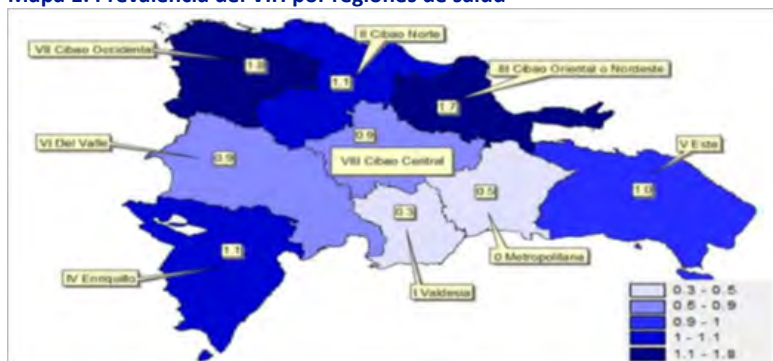 Mapa 1. Prevalencia del VIH por regiones de salud
II Cibao Norte
VII Cibao Occidental
III Cibao Oriental o Nordeste
1.8
1.1
1.7
VI Del Valle
0.9
V Este
0.9
VIII Cibao Central
1.0
0.5
0.3
1.1
0 Metropolitana
IV Enriquillo
I Valdesia
0.3 - 0.5
0.5 - 0.9
0.9 - 1
1 - 1.1
1.1 - 1.8